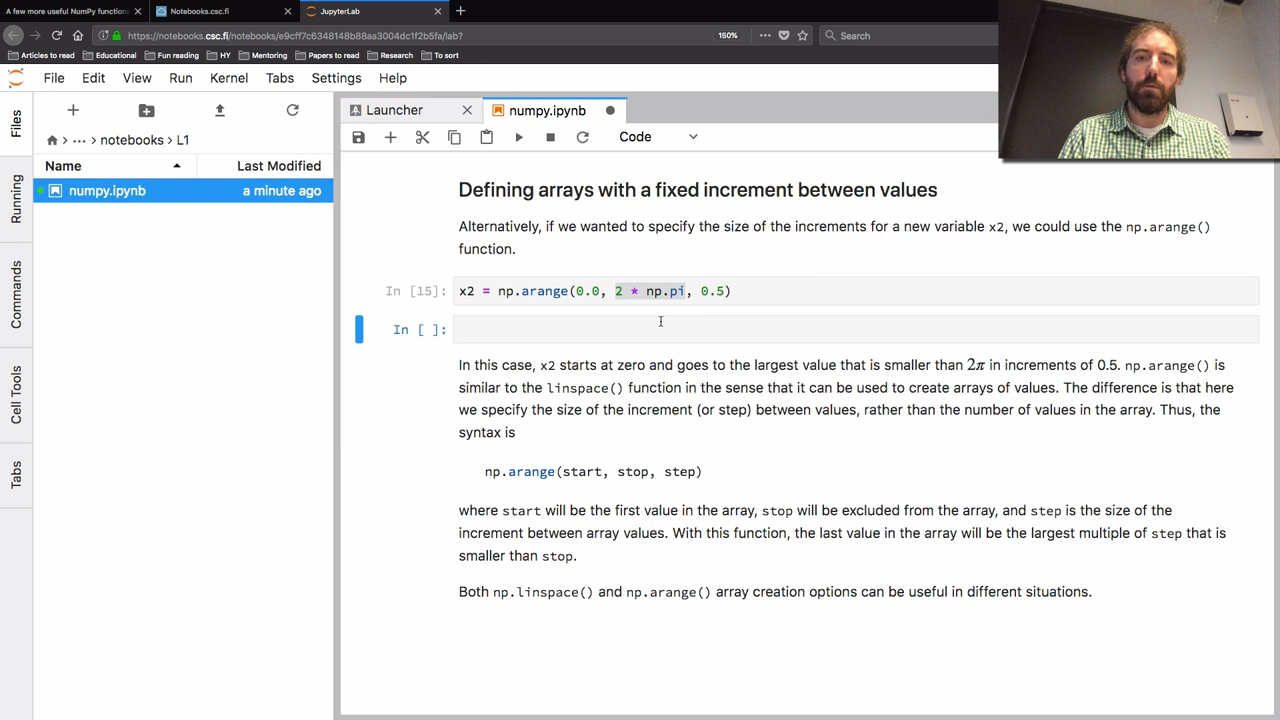 A few more useful NumPy function
Notebooks.csc.fi
JupyterLab
https://notebooks.csc.fi/notebooks/e9cff7c6348148b88aa3004dc1f2b5fa/lab?
150%
Search
Articles to read
Educational
Fun reading
HY
Mentoring
Papers to read
Research
To sort
File Edit View Run Kernel Tabs Settings Help
Files
Running
Commands
Cell Tools
Tabs
notebooks > L1
Name
Last Modified
numpy.ipynb
a minute ago
Launcher
numpy.ipynb
Code
Defining arrays with a fixed increment between values
Alternatively, if we wanted to specify the size of the increments for a new variable x2, we could use the np.arange()
function.
In [15]: x2 = np.arange(0.0, 2 * np.pi, 0.5)
In [ ]:
In this case, x2 starts at zero and goes to the largest value that is smaller than 2π in increments of 0.5. np.arange() is
similar to the linspace() function in the sense that it can be used to create arrays of values. The difference is that here
we specify the size of the increment (or step) between values, rather than the number of values in the array. Thus, the
syntax is
np.arange(start, stop, step)
where start will be the first value in the array, stop will be excluded from the array, and step is the size of the
increment between array values. With this function, the last value in the array will be the largest multiple of step that is
smaller than stop.
Both np.linspace() and np.arange() array creation options can be useful in different situations.